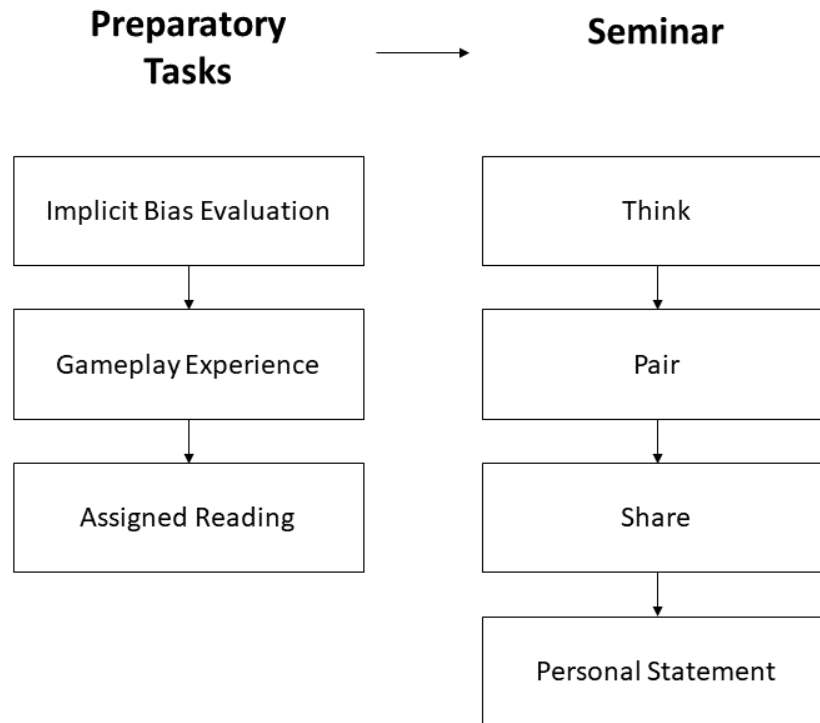 Preparatory
Tasks
Seminar
Implicit Bias Evaluation
Gameplay Experience
Assigned Reading
Think
Pair
Share
Personal Statement